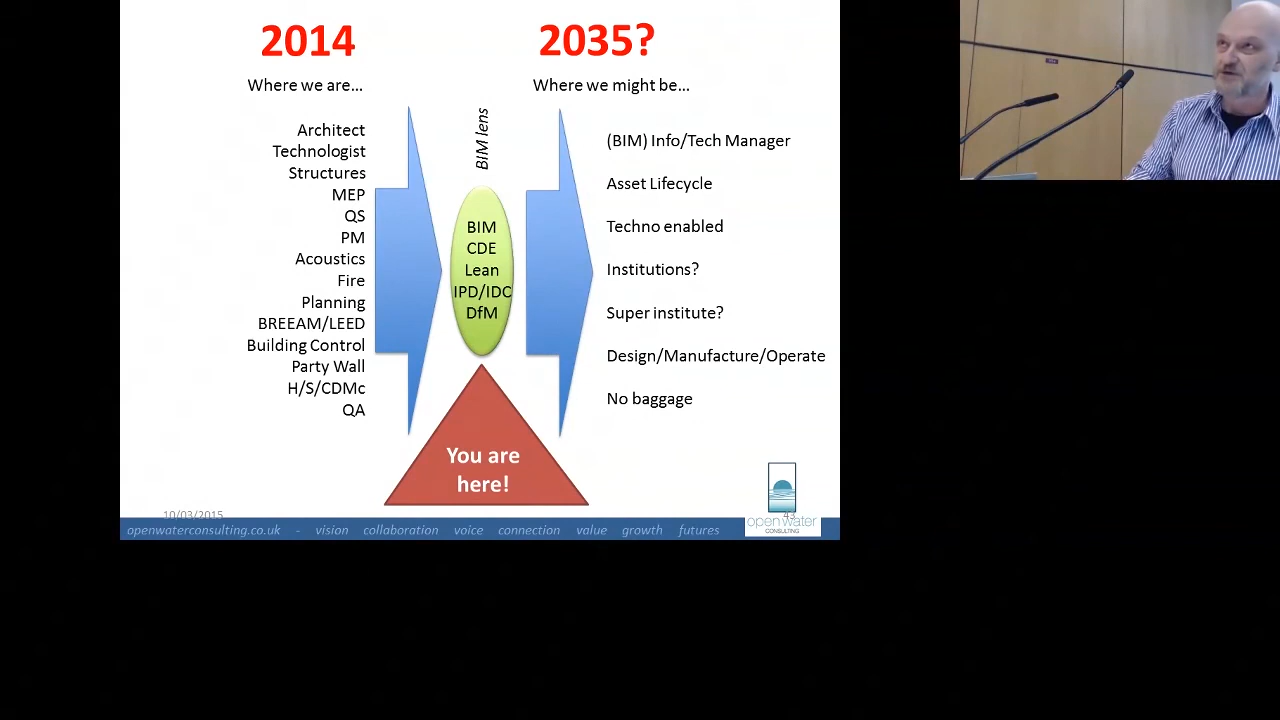 2014
2035?
Where we are...
Where we might be...
Architect
Technologist
Structures
MEP
QS
PM
Acoustics
Fire
Planning
BREEAM/LEED
Building Control
Party Wall
H/S/CDMc
QA
BIM lens
BIM
CDE
Lean
IPD/IDC
DfM
(BIM) Info/Tech Manager
Asset Lifecycle
Techno enabled
Institutions?
Super institute?
Design/Manufacture/Operate
No baggage
You are
here!
10/03/2015
43
openwaterconsulting.co.uk - vision collaboration voice connection value growth futures
open water
CONSULTING